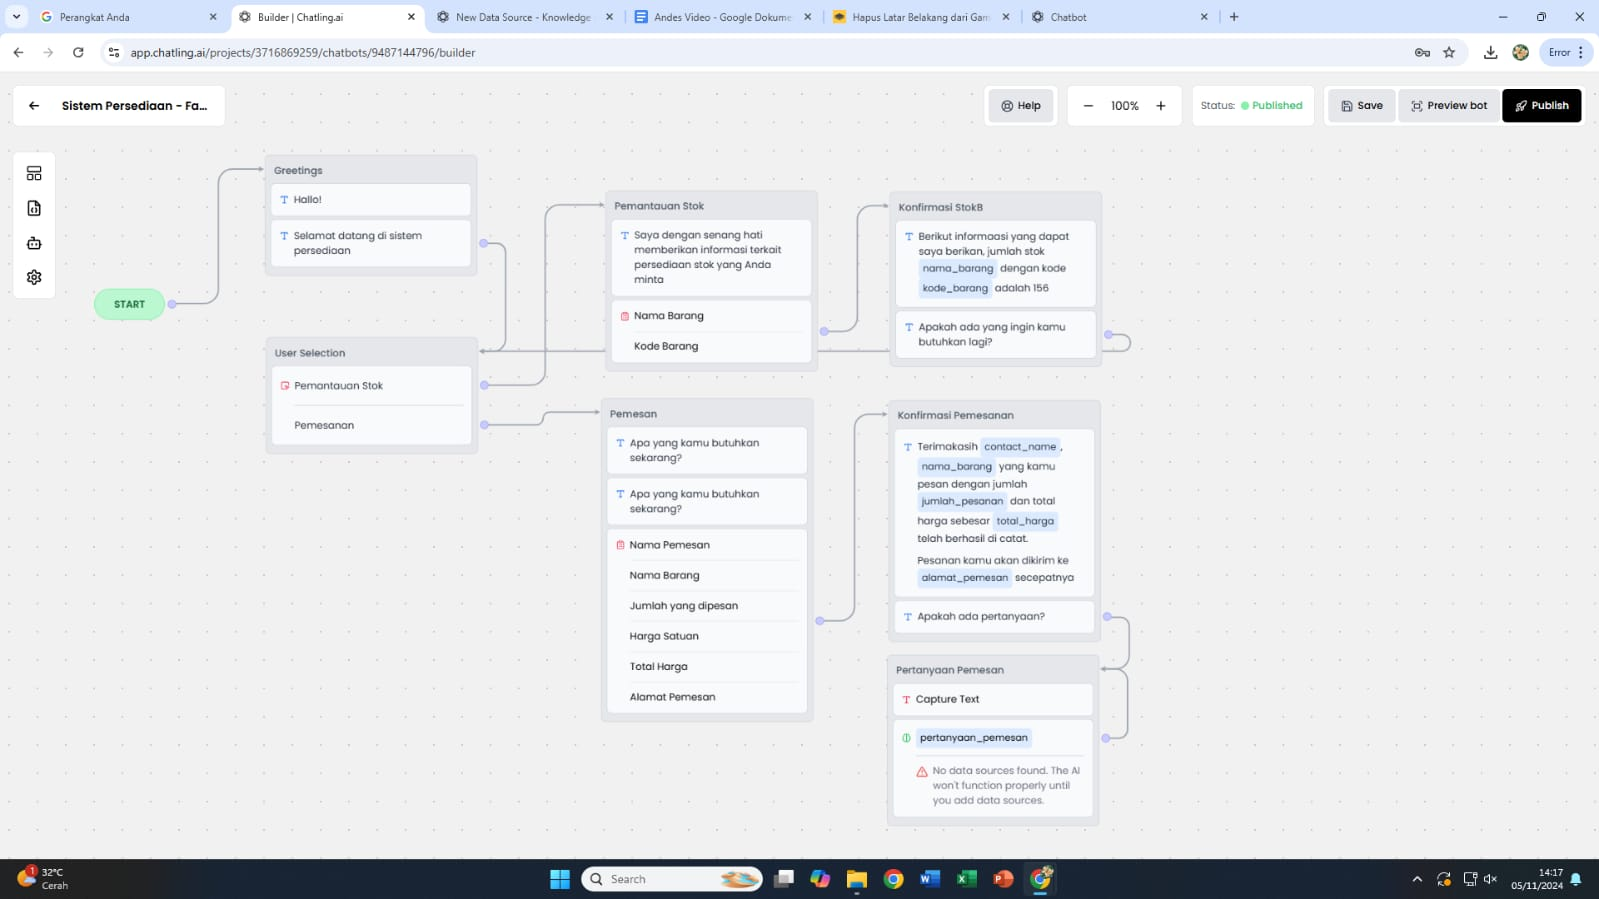 Perangkat Anda
Builder | Chatling.ai
New Data Source - Knowledge
Andes Video - Google Dokume
Hapus Latar Belakang dari Gam
Chatbot
app.chatling.ai/projects/3716869259/chatbots/9487144796/builder
Error
Sistem Persediaan - Fa...
Help
100%
Status: Published
Save
Preview bot
Publish
START
Greetings
Hallo!
Selamat datang di sistem
persediaan
User Selection
Pemantauan Stok
Pemesanan
Pemantauan Stok
Saya dengan senang hati
memberikan informasi terkait
persediaan stok yang Anda
minta
Nama Barang
Kode Barang
Konfirmasi StokB
Berikut informaasi yang dapat
saya berikan, jumlah stok
nama_barang dengan kode
kode_barang adalah 156
Apakah ada yang ingin kamu
butuhkan lagi?
Pemesan
Apa yang kamu butuhkan
sekarang?
Apa yang kamu butuhkan
sekarang?
Nama Pemesan
Nama Barang
Jumlah yang dipesan
Harga Satuan
Total Harga
Alamat Pemesan
Konfirmasi Pemesanan
Terimakasih contact_name ,
nama_barang yang kamu
pesan dengan jumlah
jumlah_pesanan dan total
harga sebesar total_harga
telah berhasil di catat.
Pesanan kamu akan dikirim ke
alamat_pemesan secepatnya
Apakah ada pertanyaan?
Pertanyaan Pemesan
Capture Text
pertanyaan_pemesan
No data sources found. The AI
won't function properly until
you add data sources.
1
32°C
Cerah
Search
14:17
05/11/2024